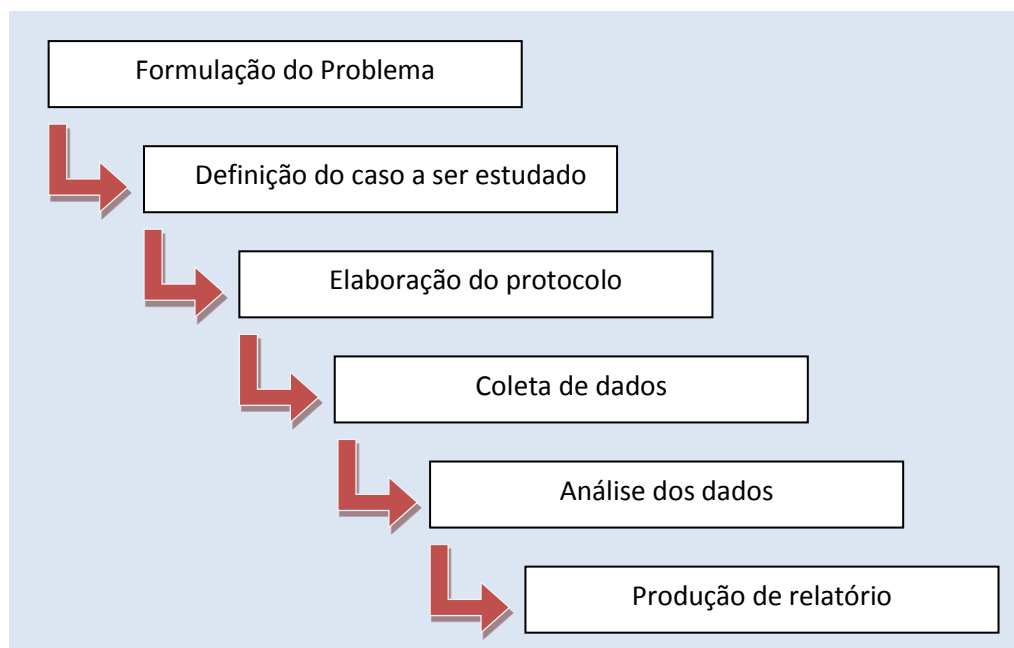 Formulação do Problema
Definição do caso a ser estudado
Elaboração do protocolo
Coleta de dados
Análise dos dados
Produção de relatório